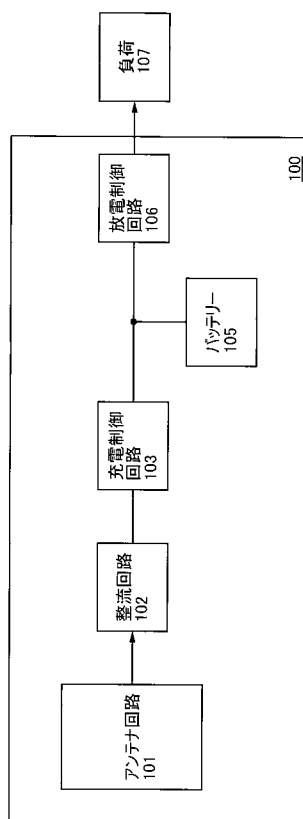 アンテナ回路
101
整流回路
102
充電制御
回路
103
バッテリー
105
放電制御
回路
106
負荷
107
100